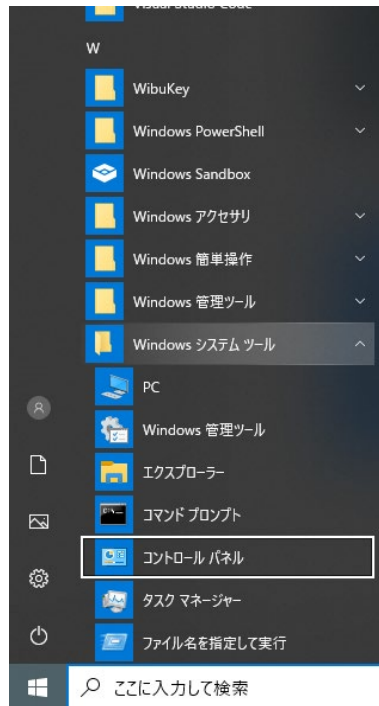 Visual Studio Code
W
WibuKey
Windows PowerShell
Windows Sandbox
Windows アクセサリ
Windows 簡単操作
Windows 管理ツール
Windows システム ツール
PC
Windows 管理ツール
エクスプローラー
コマンド プロンプト
コントロール パネル
タスク マネージャー
ファイル名を指定して実行
ここに入力して検索